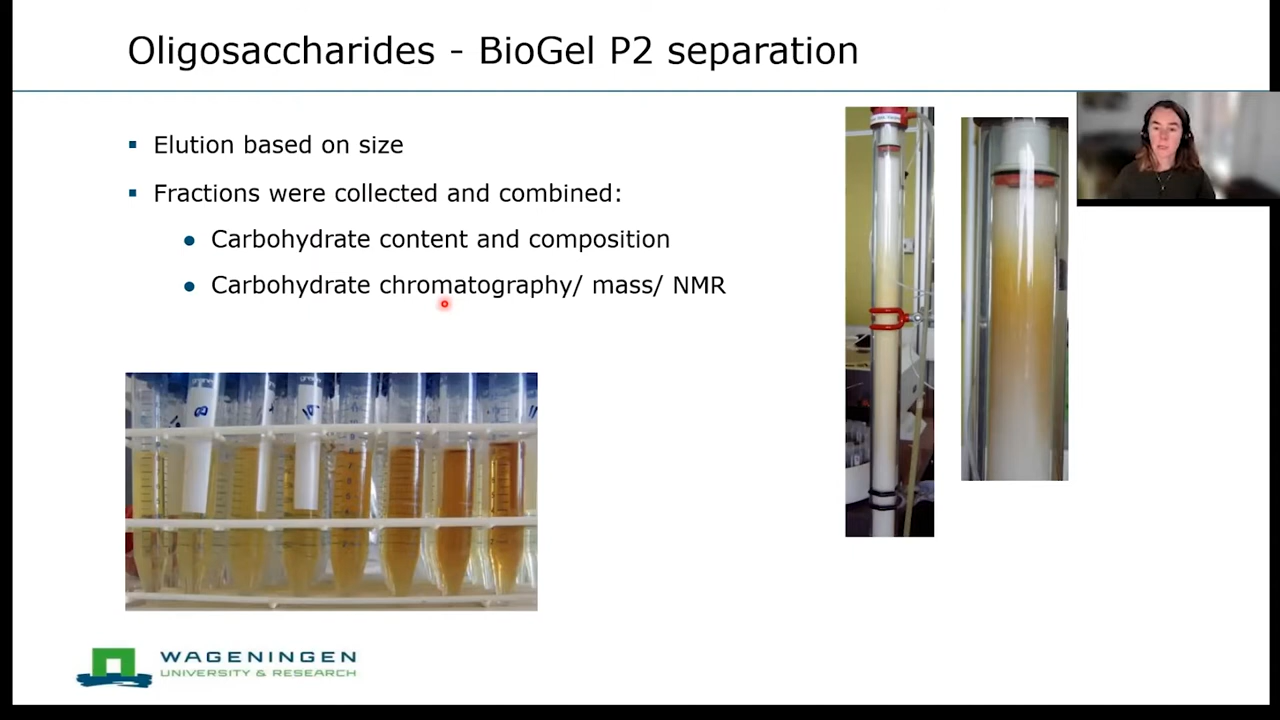 Oligosaccharides - BioGel P2 separation
Elution based on size
Fractions were collected and combined:
Carbohydrate content and composition
Carbohydrate chromatography/ mass/ NMR
WAGENINGEN
UNIVERSITY & RESEARCH